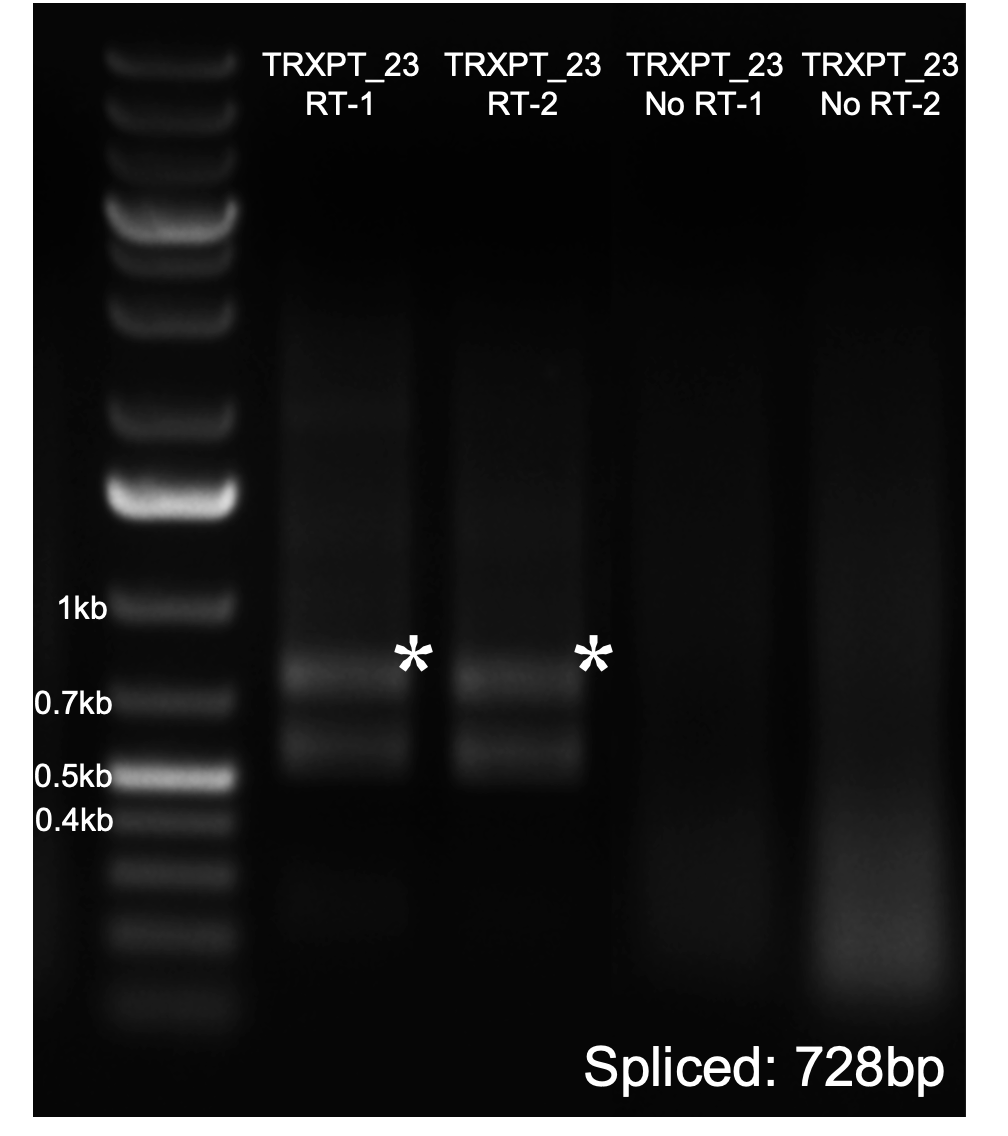 TRXPT_23 TRXPT_23 TRXPT_23 TRXPT_23
RT-1 RT-2 No RT-1 No RT-2
*
*
1kb
0.7kb
0.5kb
0.4kb
Spliced: 728bp